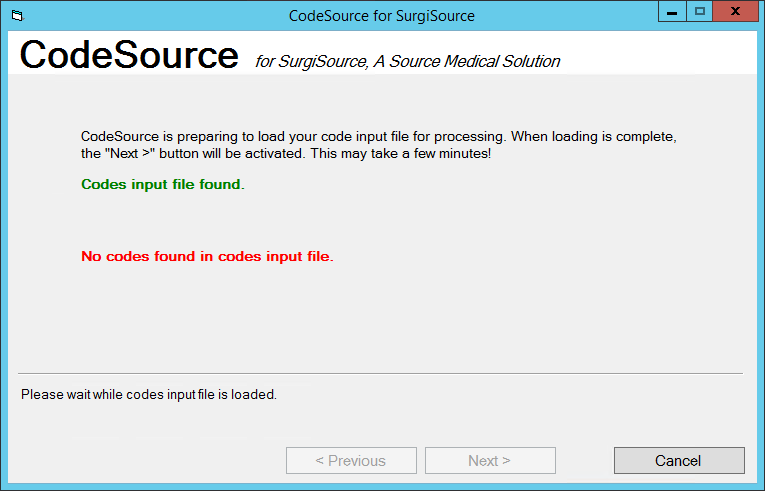 CodeSource for SurgiSource
CodeSource for SurgiSource, A Source Medical Solution
CodeSource is preparing to load your code input file for processing. When loading is complete,
the "Next >" button will be activated. This may take a few minutes!
Codes input file found.
No codes found in codes input file.
Please wait while codes input file is loaded.
< Previous Next > Cancel